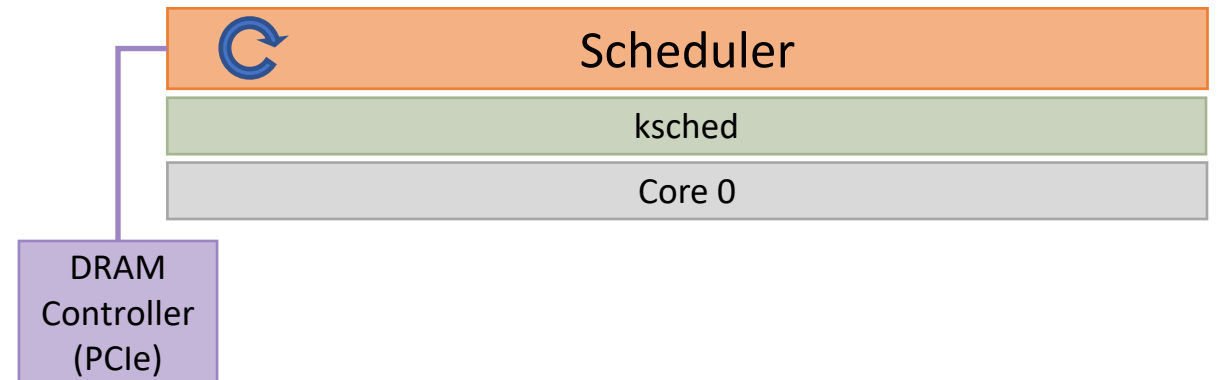 Scheduler
ksched
Core 0
DRAM
Controller
(PCIe)